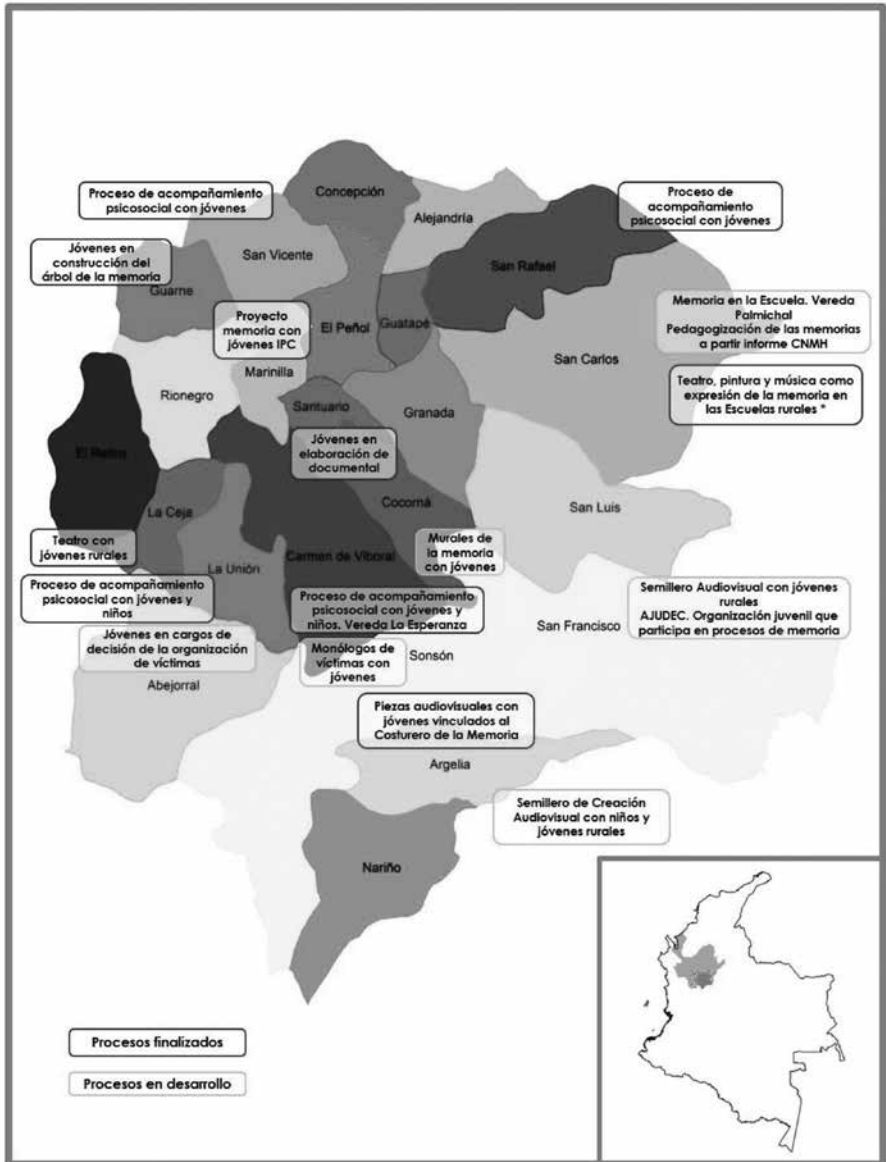 Concepción
Proceso de acompañamiento
psicosocial con jóvenes
Proceso de
acompañamiento
psicosocial con jóvenes
Alejandría
San Vicente
San Rafael
Jóvenes en
construcción del
árbol de la memoria
Guarne
Proyecto
memoria con
jóvenes IPC
El Peñol
Guatapé
Memoria en la Escuela. Vereda
Palmichal
Pedagogización de las memorias
a partir informe CNMH
San Carlos
Marinilla
Rionegro
Santuario
Granada
Teatro, pintura y música como
expresión de la memoria en
las Escuelas rurales *
Jóvenes en
elaboración de
documental
El Retiro
La Ceja
Cocorná
San Luis
Teatro con
jóvenes rurales
La Unión
Carmen de Viboral
Murales de
la memoria
con jóvenes
Proceso de acompañamiento
psicosocial con jóvenes y
niños
Proceso de acompañamiento
psicosocial con jóvenes y
niños. Vereda La Esperanza
San Francisco
Semillero Audiovisual con jóvenes
rurales
AJUDEC. Organización juvenil que
participa en procesos de memoria
Jóvenes en cargos de
decisión de la organización
de víctimas
Monólogos de
víctimas con
jóvenes
Sonsón
Abejorral
Piezas audiovisuales con
jóvenes vinculados al
Costurero de la Memoria
Argelia
Semillero de Creación
Audiovisual con niños y
jóvenes rurales
Nariño
Procesos finalizados
Procesos en desarrollo